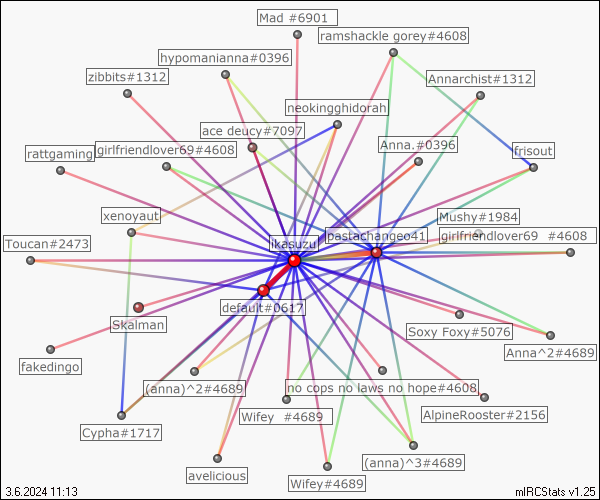 Mad #6901
ramshackle gorey#4608
hypomanianna#0396
zibbits#1312
Annarchist#1312
neokingghidorah
ace deucy#7097
Anna.#0396
rattgaming
girlfriendlover69#4608
frisout
xenoyaut
Mushy#1984
ikasuzu
pastachangeo41
girlfriendlover69  #4608
Toucan#2473
default#0617
Skalman
Soxy Foxy#5076
Anna^2#4689
fakedingo
(anna)^2#4689
no cops no laws no hope#4608
Wifey  #4689
AlpineRooster#2156
Cypha#1717
(anna)^3#4689
avelicious
Wifey#4689
3.6.2024 11:13
mIRCStats v1.25